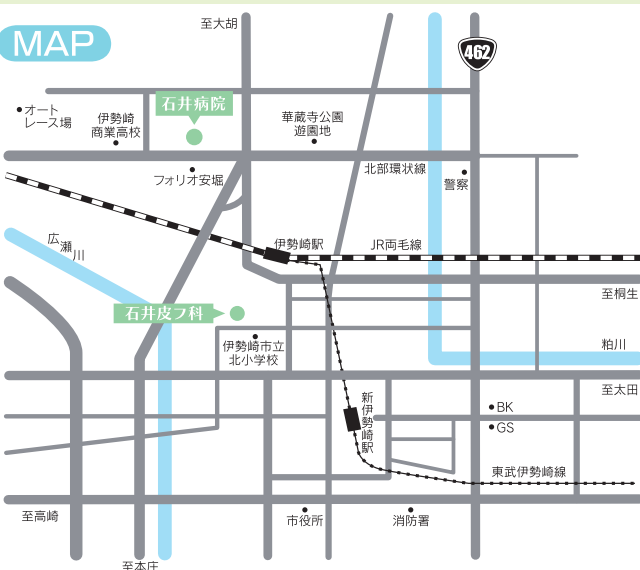 MAP
至大胡
462
オート
レース場
伊勢崎
商業高校
石井病院
華蔵寺公園
遊園地
フォリオ安堀
北部環状線
警察
広瀬川
伊勢崎駅
JR両毛線
至桐生
石井皮フ科
伊勢崎市立
北小学校
粕川
至太田
新伊勢崎駅
BK
GS
東武伊勢崎線
至高崎
市役所
消防署
至本庄